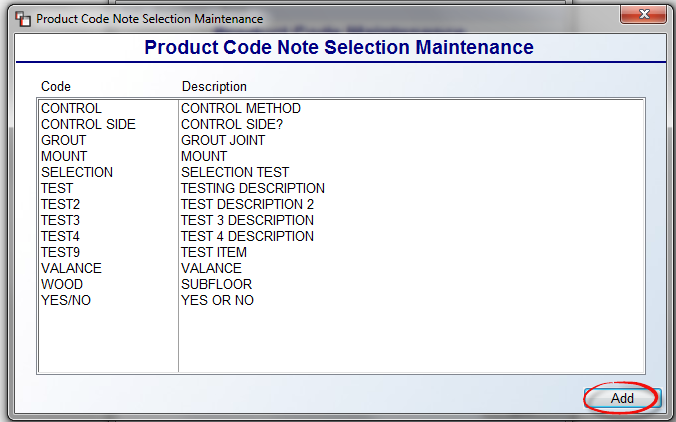 Product Code Note Selection Maintenance
Product Code Note Selection Maintenance
Code Description
CONTROL CONTROL METHOD
CONTROL SIDE CONTROL SIDE?
GROUT GROUT JOINT
MOUNT MOUNT
SELECTION SELECTION TEST
TEST TESTING DESCRIPTION
TEST2 TEST DESCRIPTION 2
TEST3 TEST 3 DESCRIPTION
TEST4 TEST 4 DESCRIPTION
TEST9 TEST ITEM
VALANCE VALANCE
WOOD SUBFLOOR
YES/NO YES OR NO
Add